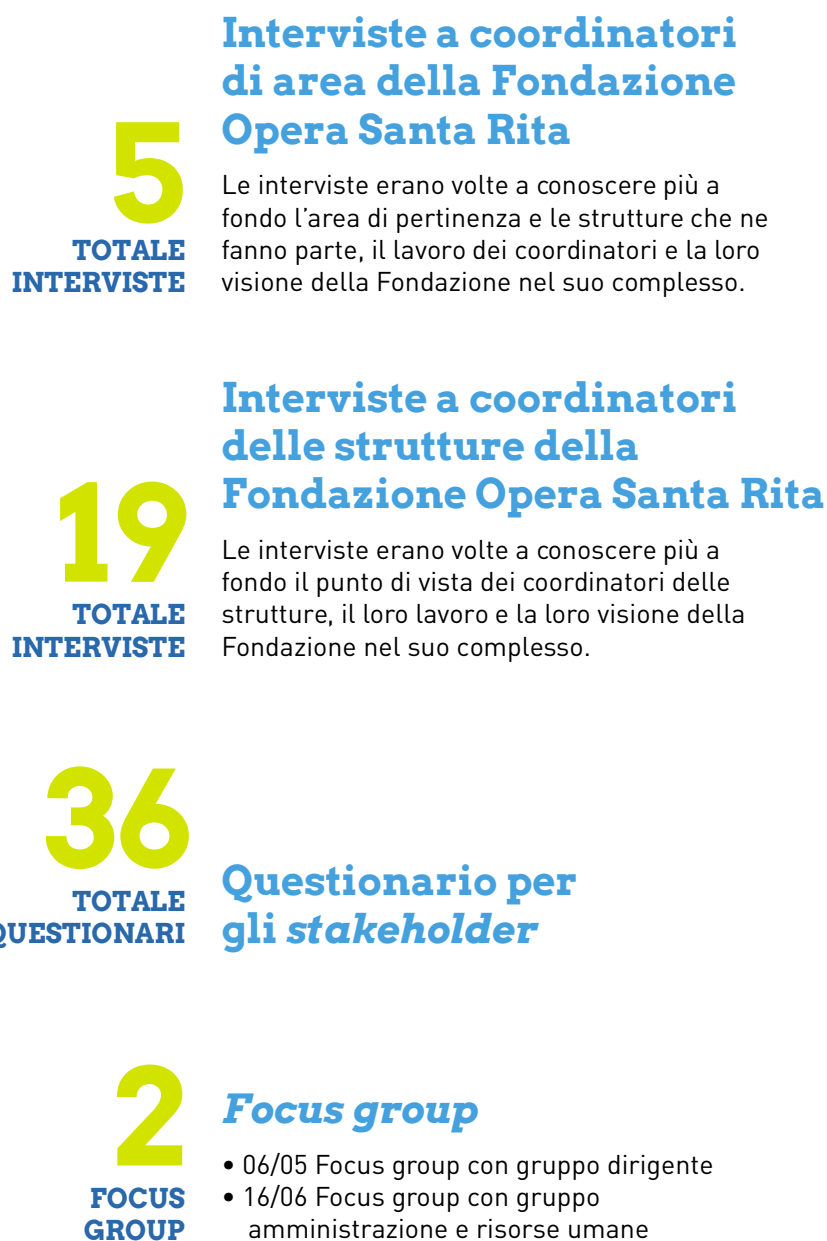 Interviste a coordinatori
di area della Fondazione
Opera Santa Rita
5
TOTALE
INTERVISTE
Le interviste erano volte a conoscere più a
fondo l’area di pertinenza e le strutture che ne
fanno parte, il lavoro dei coordinatori e la loro
visione della Fondazione nel suo complesso.
Interviste a coordinatori
delle strutture della
Fondazione Opera Santa Rita
19
TOTALE
INTERVISTE
Le interviste erano volte a conoscere più a
fondo il punto di vista dei coordinatori delle
strutture, il loro lavoro e la loro visione della
Fondazione nel suo complesso.
36
TOTALE
QUESTIONARI
Questionario per
gli stakeholder
2
FOCUS
GROUP
Focus group
• 06/05 Focus group con gruppo dirigente
• 16/06 Focus group con gruppo
amministrazione e risorse umane